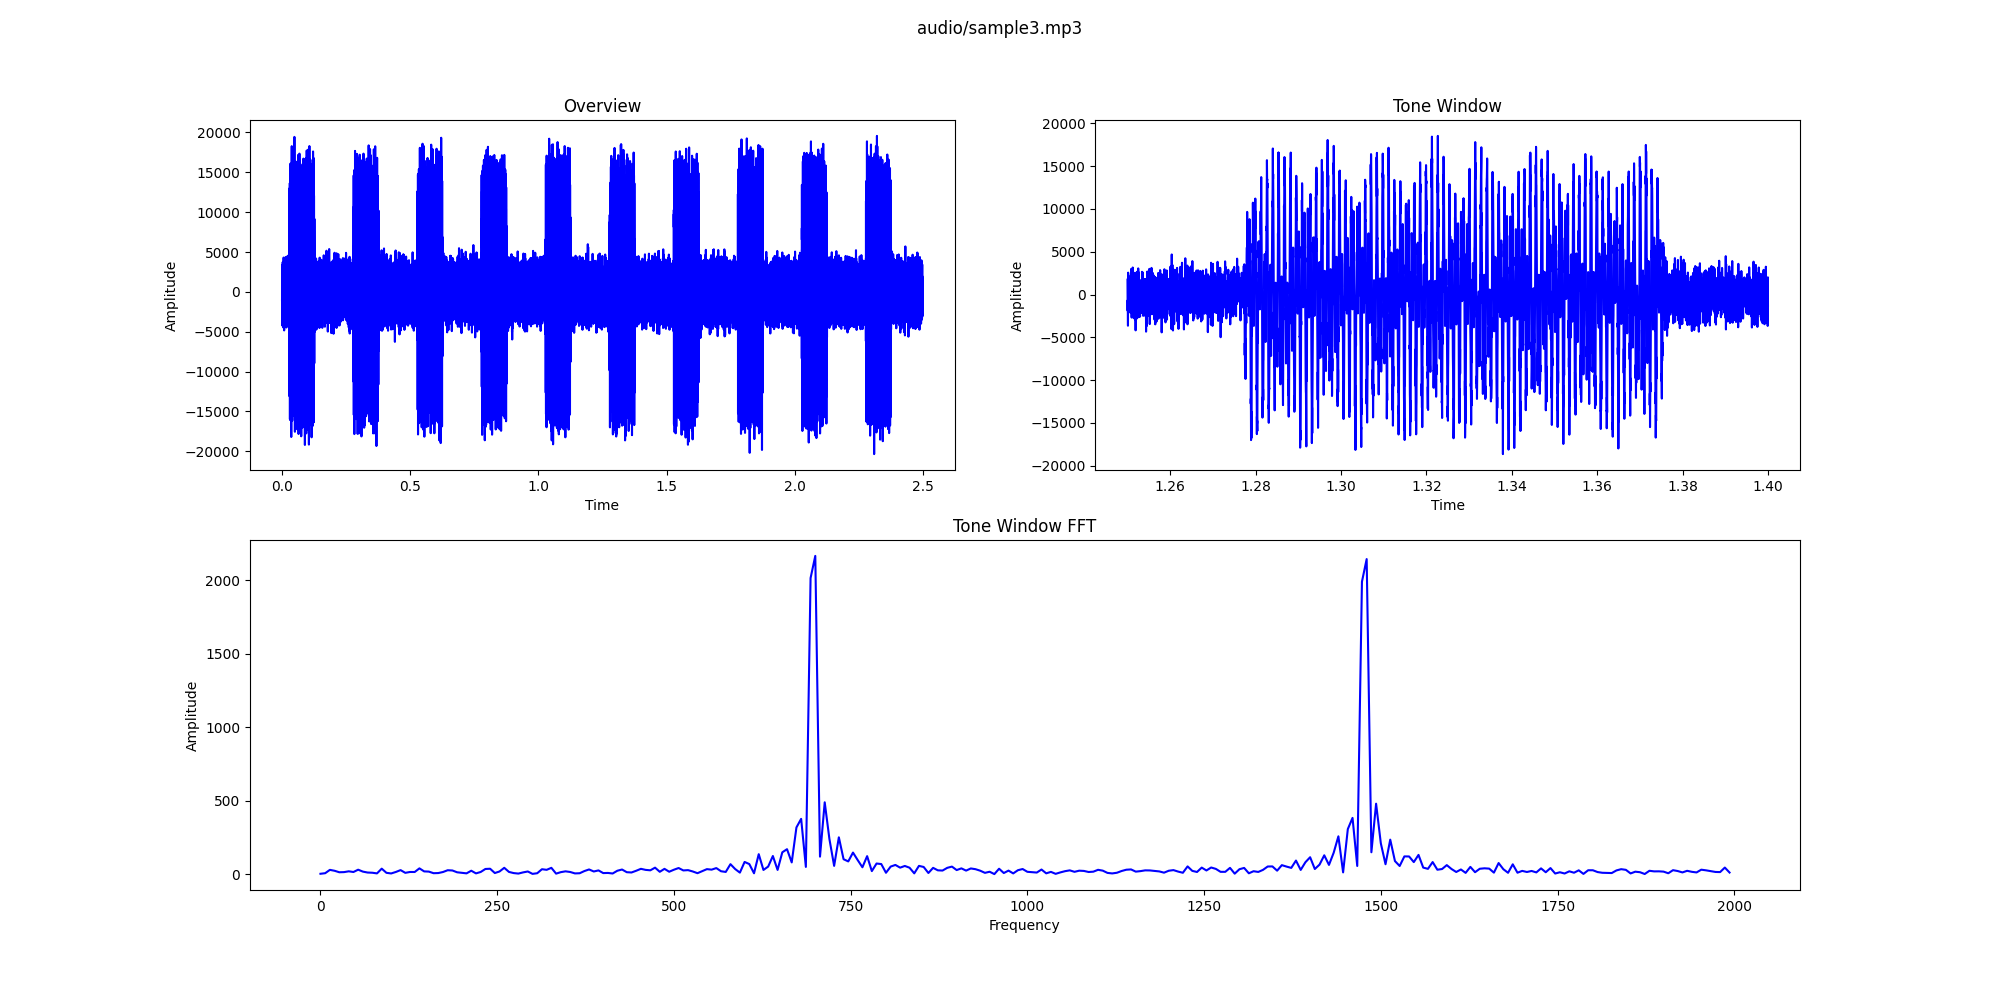 audio/sample3.mp3
Overview
20000
15000
10000
5000
0
−5000
−10000
−15000
−20000
Amplitude
0.0 0.5 1.0 1.5 2.0 2.5
Time
Tone Window
20000
15000
10000
5000
0
−5000
−10000
−15000
−20000
Amplitude
1.26 1.28 1.30 1.32 1.34 1.36 1.38 1.40
Time
Tone Window FFT
2000
1500
1000
500
0
Amplitude
0 250 500 750 1000 1250 1500 1750 2000
Frequency